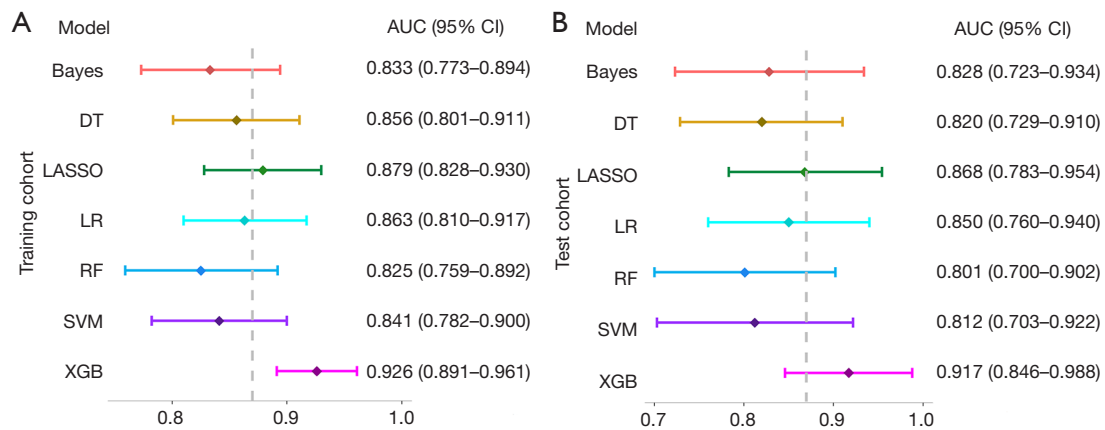 A
Model
AUC (95% CI)
Training cohort
Bayes
0.833 (0.773–0.894)
DT
0.856 (0.801–0.911)
LASSO
0.879 (0.828–0.930)
LR
0.863 (0.810–0.917)
RF
0.825 (0.759–0.892)
SVM
0.841 (0.782–0.900)
XGB
0.926 (0.891–0.961)
0.8
0.9
1.0
B
Model
AUC (95% CI)
Test cohort
Bayes
0.828 (0.723–0.934)
DT
0.820 (0.729–0.910)
LASSO
0.868 (0.783–0.954)
LR
0.850 (0.760–0.940)
RF
0.801 (0.700–0.902)
SVM
0.812 (0.703–0.922)
XGB
0.917 (0.846–0.988)
0.7
0.8
0.9
1.0